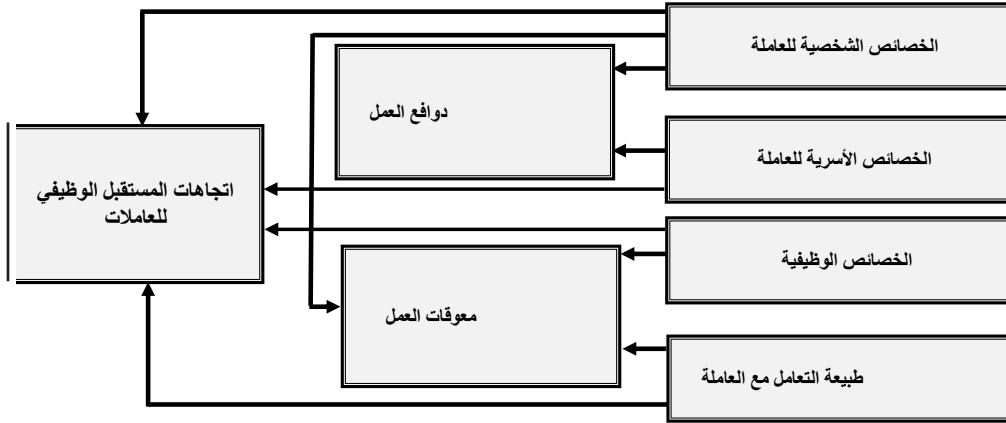 الخصائص الشخصية للعاملة
دوافع العمل
الخصائص الأسرية للعاملة
اتجاهات المستقبل الوظيفي
للعاملات
الخصائص الوظيفية
معوقات العمل
طبيعة التعامل مع العاملة